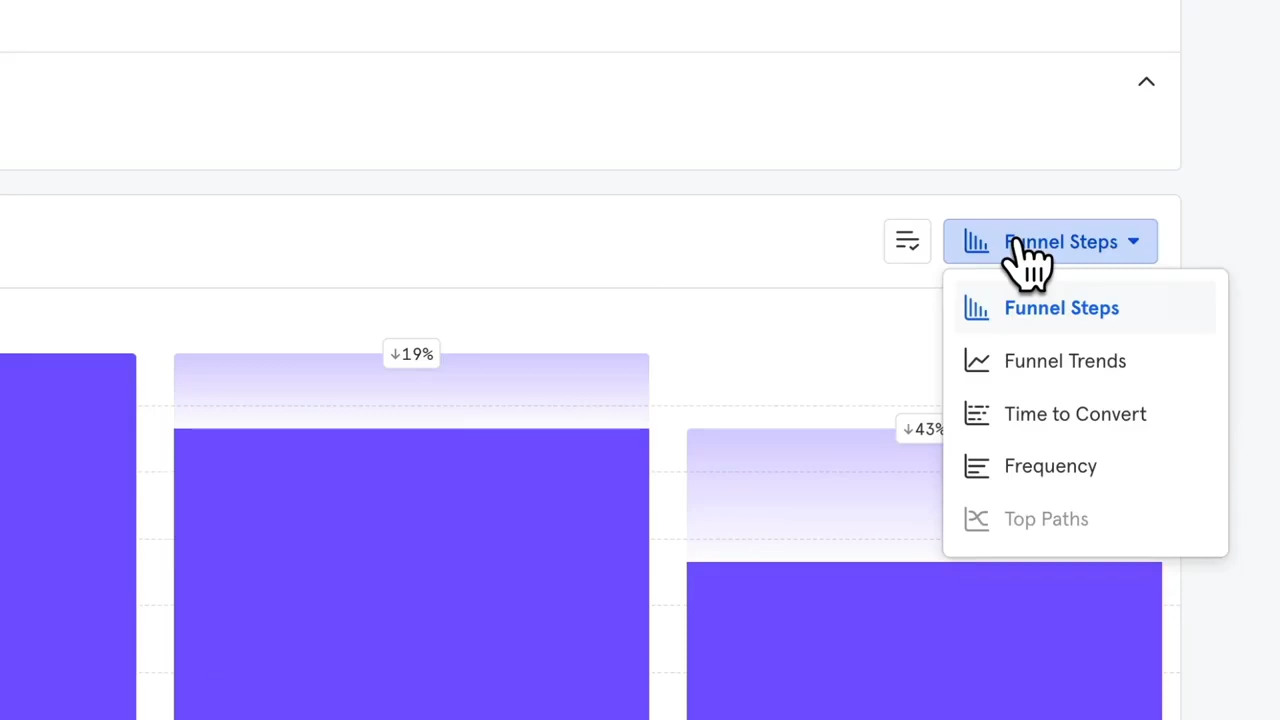 Funnel Steps
Funnel Steps
Funnel Trends
Time to Convert
Frequency
Top Paths
↓19%
↓43%